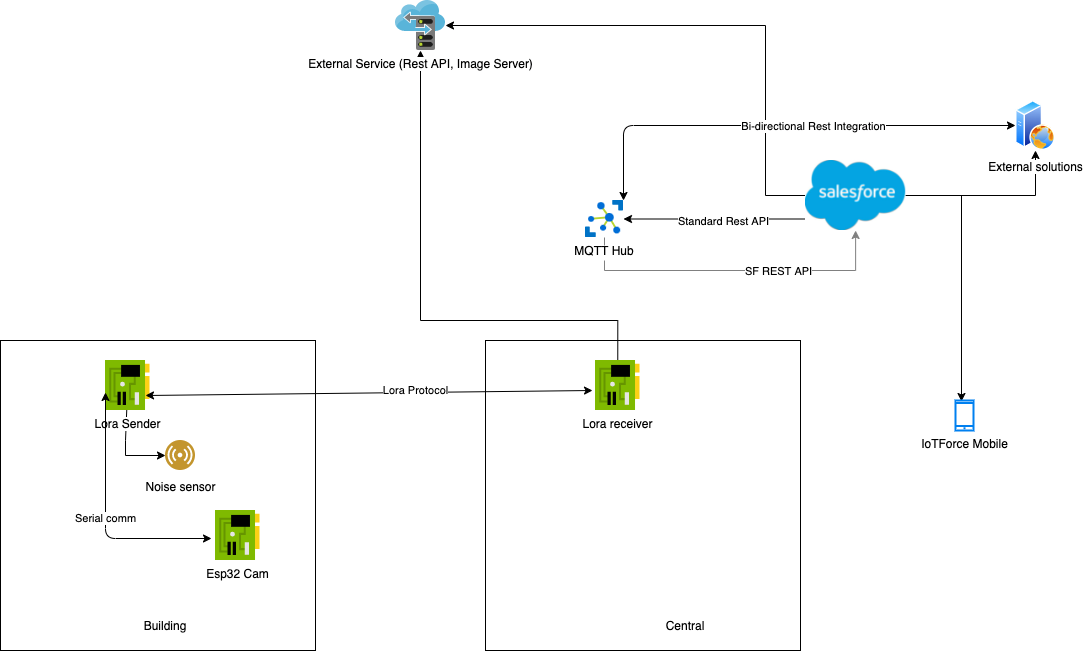 External Service (Rest API, Image Server)
Bi-directional Rest Integration
External solutions
salesforce
Standard Rest API
MQTT Hub
SF REST API
Lora Protocol
Lora Sender
Lora receiver
IoTForce Mobile
Noise sensor
Serial comm
Esp32 Cam
Building
Central